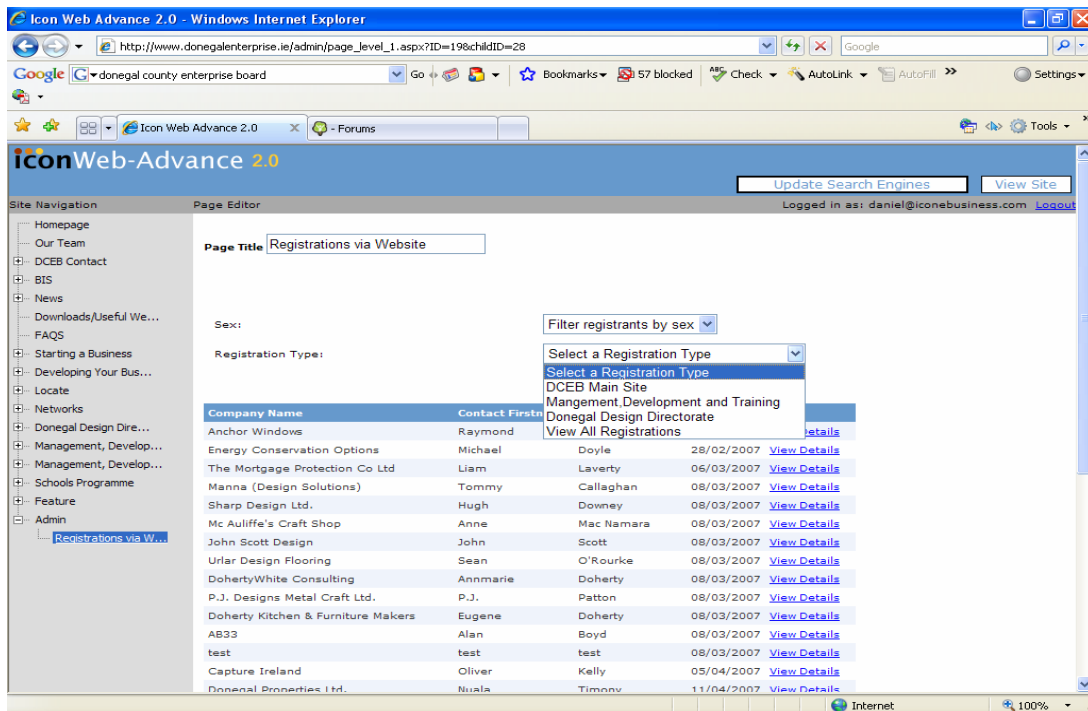 Icon Web Advance 2.0 - Windows Internet Explorer
http://www.donegalenterprise.ie/admin/page_level_1.aspx?ID=19&childID=28
Google
Google G donegal county enterprise board Go Bookmarks 57 blocked ABC Check AutoLink AutoFill Settings
Icon Web Advance 2.0 - Forums Tools
iconWeb-Advance 2.0
Update Search Engines View Site
Site Navigation Page Editor Logged in as: daniel@iconebusiness.com Logout
Homepage
Our Team
DCEB Contact
BIS
News
Downloads/Useful We...
FAQS
Starting a Business
Developing Your Bus...
Locate
Networks
Donegal Design Dire...
Management, Develop...
Management, Develop...
Schools Programme
Feature
Admin
Registrations via W...
Page Title Registrations via Website
Sex: Filter registrants by sex
Registration Type: Select a Registration Type
Select a Registration Type
DCEB Main Site
Mangement,Development and Training
Donegal Design Directorate
View All Registrations
Company Name Contact Firstn
Anchor Windows Raymond etails
Energy Conservation Options Michael Doyle 28/02/2007 View Details
The Mortgage Protection Co Ltd Liam Laverty 06/03/2007 View Details
Manna (Design Solutions) Tommy Callaghan 08/03/2007 View Details
Sharp Design Ltd. Hugh Downey 08/03/2007 View Details
Mc Auliffe's Craft Shop Anne Mac Namara 08/03/2007 View Details
John Scott Design John Scott 08/03/2007 View Details
Urlar Design Flooring Sean O'Rourke 08/03/2007 View Details
DohertyWhite Consulting Annmarie Doherty 08/03/2007 View Details
P.J. Designs Metal Craft Ltd. P.J. Patton 08/03/2007 View Details
Doherty Kitchen & Furniture Makers Eugene Doherty 08/03/2007 View Details
AB33 Alan Boyd 08/03/2007 View Details
test test test 08/03/2007 View Details
Capture Ireland Oliver Kelly 05/04/2007 View Details
Donegal Properties Ltd. Nuala Timony 11/04/2007 View Details
Internet 100%